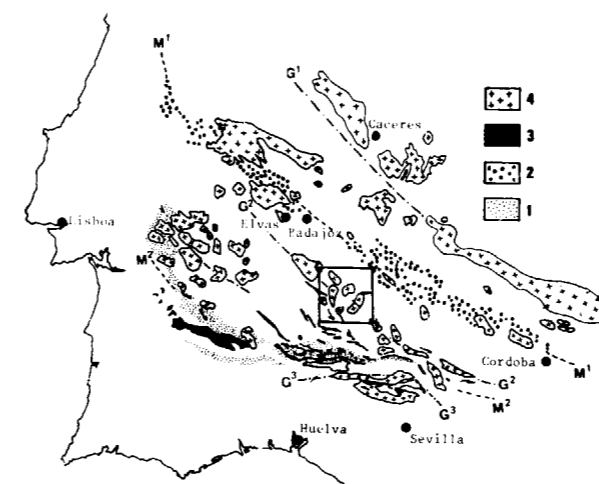 M¹
G¹
4
Caceres
3
2
G²
Elvas
Badajoz
1
Lisboa
M²
Cordoba
M¹
G³
G²
M²
G³
Huelva
Sevilla